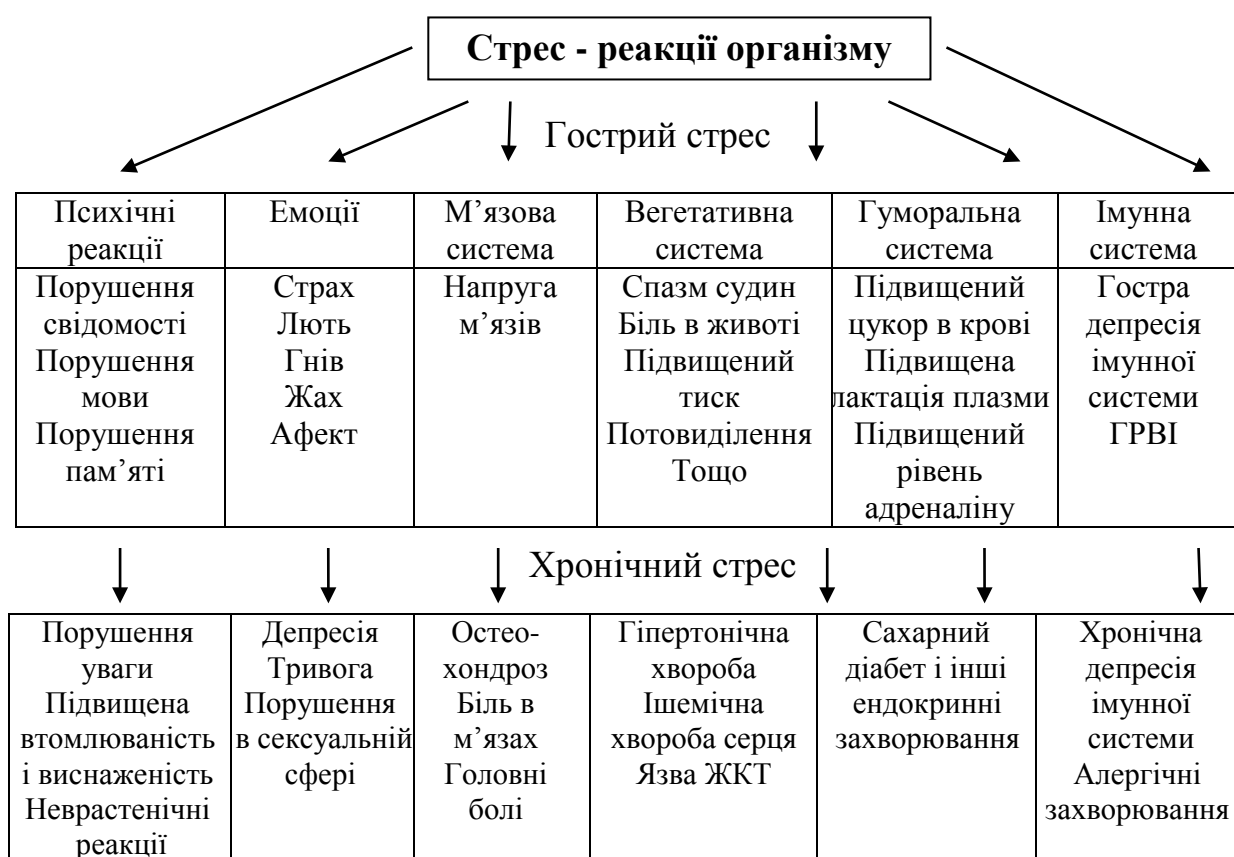 Стрес - реакції організму
Гострий стрес
Психічні
реакції
Емоції
М’язова
система
Вегетативна
система
Гуморальна
система
Імунна
система
Порушення
свідомості
Порушення
мови
Порушення
пам’яті
Страх
Лють
Гнів
Жах
Афект
Напруга
м’язів
Спазм судин
Біль в животі
Підвищений
тиск
Потовиділення
Тощо
Підвищений
цукор в крові
Підвищена
лактація плазми
Підвищений
рівень
адреналіну
Гостра
депресія
імунної
системи
ГРВІ
Хронічний стрес
Порушення
уваги
Підвищена
втомлюваність
і виснаженість
Неврастенічні
реакції
Депресія
Тривога
Порушення
в сексуальній
сфері
Остео-
хондроз
Біль в
м’язах
Головні
болі
Гіпертонічна
хвороба
Ішемічна
хвороба серця
Язва ЖКТ
Сахарний
діабет і інші
ендокринні
захворювання
Хронічна
депресія
імунної
системи
Алергічні
захворювання